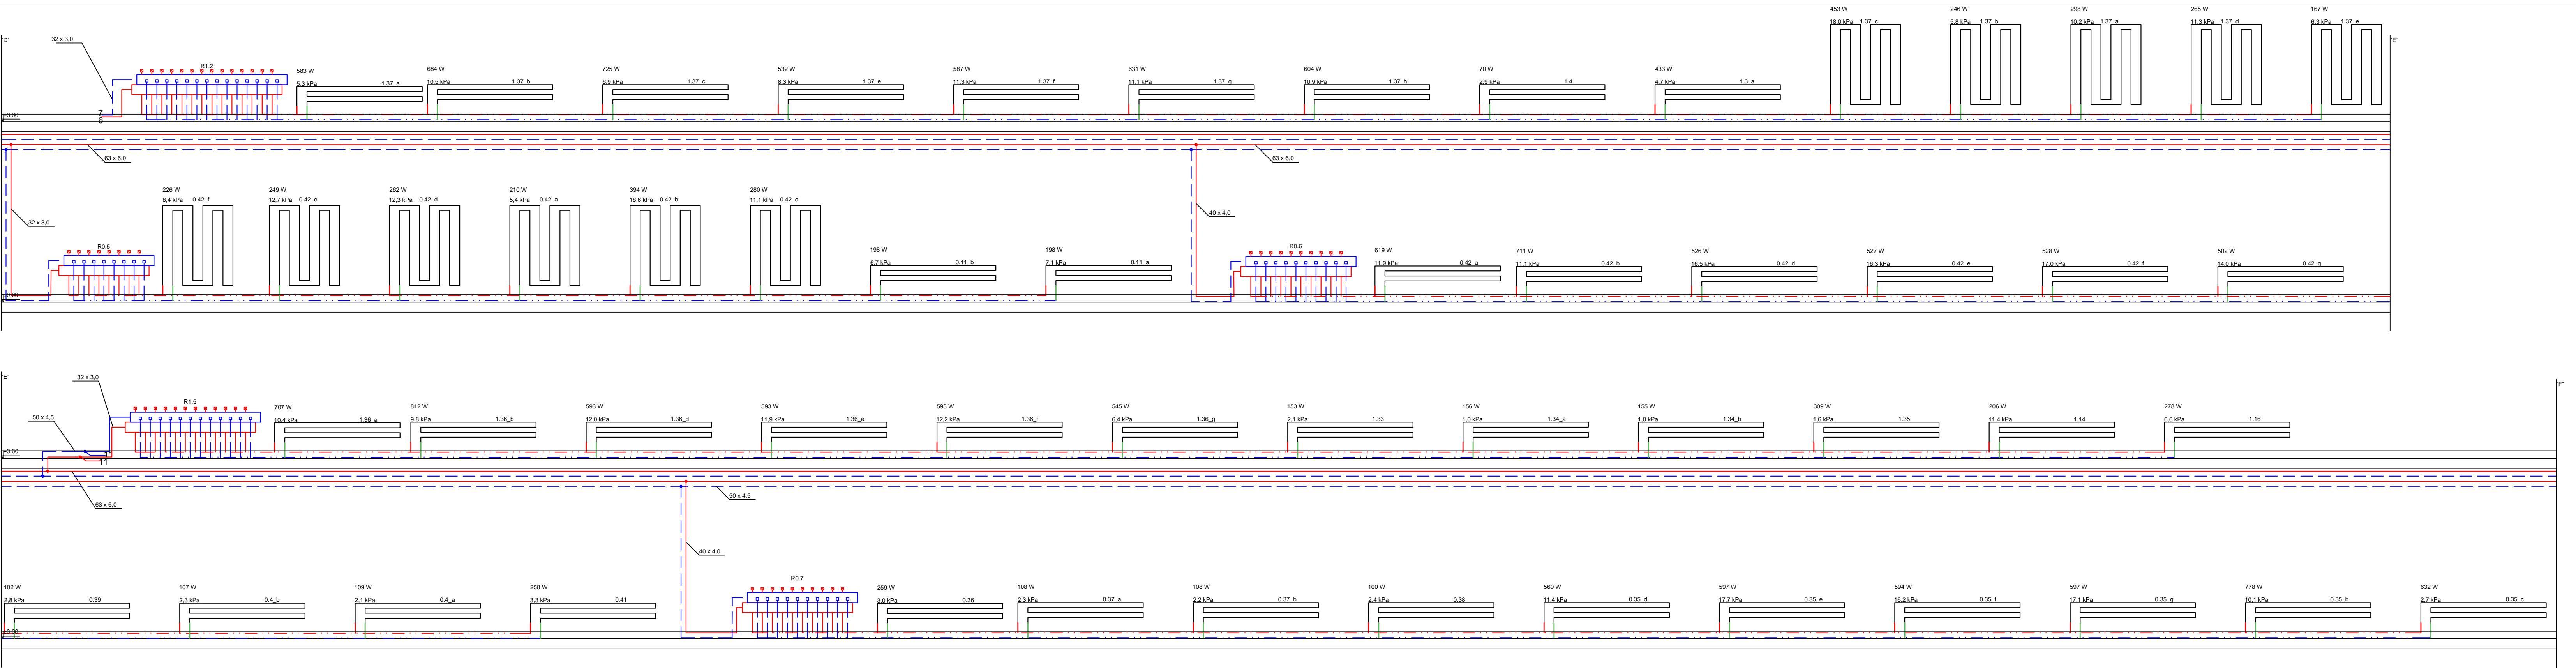 453 W
246 W
298 W
265 W
167 W
18,0 kPa 1.37_c
5,8 kPa 1.37_b
10,2 kPa 1.37_a
11,3 kPa 1.37_d
6,3 kPa 1.37_e
"D"
32 x 3,0
"E"
R1.2
583 W
684 W
725 W
532 W
587 W
631 W
604 W
70 W
433 W
5,3 kPa 1.37_a
10,5 kPa 1.37_b
6,9 kPa 1.37_c
8,3 kPa 1.37_e
11,3 kPa 1.37_f
11,1 kPa 1.37_g
10,9 kPa 1.37_h
2,9 kPa 1.4
4,7 kPa 1.3_a
7
6
+3,60
63 x 6,0
63 x 6,0
226 W
249 W
262 W
210 W
394 W
280 W
8,4 kPa 0.42_f
12,7 kPa 0.42_e
12,3 kPa 0.42_d
5,4 kPa 0.42_a
18,6 kPa 0.42_b
11,1 kPa 0.42_c
32 x 3,0
40 x 4,0
R0.5
R0.6
198 W
198 W
619 W
711 W
526 W
527 W
528 W
502 W
6,7 kPa 0.11_b
7,1 kPa 0.11_a
11,9 kPa 0.42_a
11,1 kPa 0.42_b
16,5 kPa 0.42_d
16,3 kPa 0.42_e
17,0 kPa 0.42_f
14,0 kPa 0.42_g
"E"
32 x 3,0
"F"
R1.5
50 x 4,5
707 W
812 W
593 W
593 W
593 W
545 W
153 W
156 W
155 W
309 W
206 W
278 W
10,4 kPa 1.36_a
9,8 kPa 1.36_b
12,0 kPa 1.36_d
11,9 kPa 1.36_e
12,2 kPa 1.36_f
6,4 kPa 1.36_g
2,1 kPa 1.33
1,0 kPa 1.34_a
1,0 kPa 1.34_b
1,6 kPa 1.35
11,4 kPa 1.14
6,6 kPa 1.16
+3,60
11
63 x 6,0
50 x 4,5
40 x 4,0
R0.7
102 W
107 W
109 W
258 W
259 W
108 W
108 W
100 W
560 W
597 W
594 W
597 W
778 W
632 W
2,8 kPa 0.39
2,3 kPa 0.4_b
2,1 kPa 0.4_a
3,3 kPa 0.41
3,0 kPa 0.36
2,3 kPa 0.37_a
2,2 kPa 0.37_b
2,4 kPa 0.38
11,4 kPa 0.35_d
17,7 kPa 0.35_e
16,2 kPa 0.35_f
17,1 kPa 0.35_g
10,1 kPa 0.35_b
2,7 kPa 0.35_c